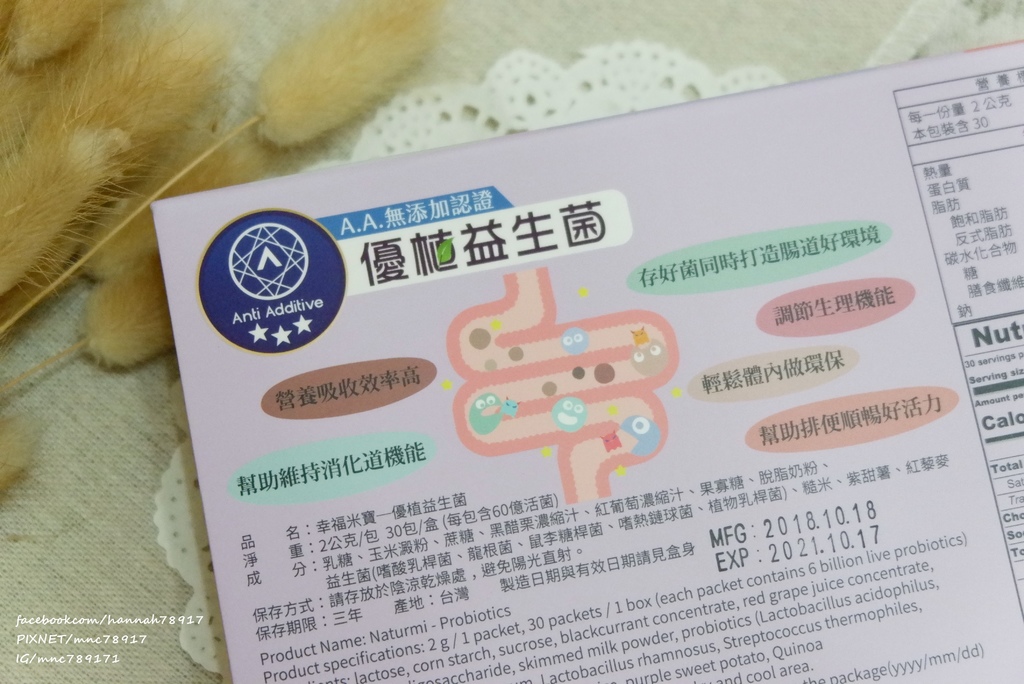 A.A.無添加認證
優植益生菌
Anti Additive
存好菌同時打造腸道好環境
調節生理機能
營養吸收效率高
輕鬆體內做環保
幫助排便順暢好活力
幫助維持消化道機能
品 名：幸福米寶—優植益生菌
淨 重：2公克/包 30包/盒(每包含60億活菌)
成 分：乳糖、玉米澱粉、蔗糖、黑醋栗濃縮汁、紅葡萄濃縮汁、果寡糖、脫脂奶粉、
益生菌(嗜酸乳桿菌、龍根菌、鼠李糖桿菌、嗜熱鏈球菌、植物乳桿菌)、糙米、紫甜薯、紅藜麥
保存方式：請存放於陰涼乾燥處，避免陽光直射。
保存期限：三年 產地：台灣 製造日期與有效日期請見盒身
MFG：2018.10.18
EXP：2021.10.17
Product Name: Naturmi - Probiotics
Product specifications: 2 g / 1 packet, 30 packets / 1 box (each packet contains 6 billion live probiotics)
lactose, corn starch, sucrose, blackcurrant concentrate, red grape juice concentrate,
skimmed milk powder, probiotics (Lactobacillus acidophilus,
Lactobacillus rhamnosus, Streptococcus thermophiles,
purple sweet potato, Quinoa
and cool area.
the package(yyyy/mm/dd)
營養
每一份量 2公克
本包裝含 30
熱量
蛋白質
脂肪
飽和脂肪
反式脂肪
碳水化合物
糖
膳食纖維
鈉
30 servings
Serving
Amount
Total
facebook.com/hannah78917
PIXNET/mnc78917
IG/mnc789171